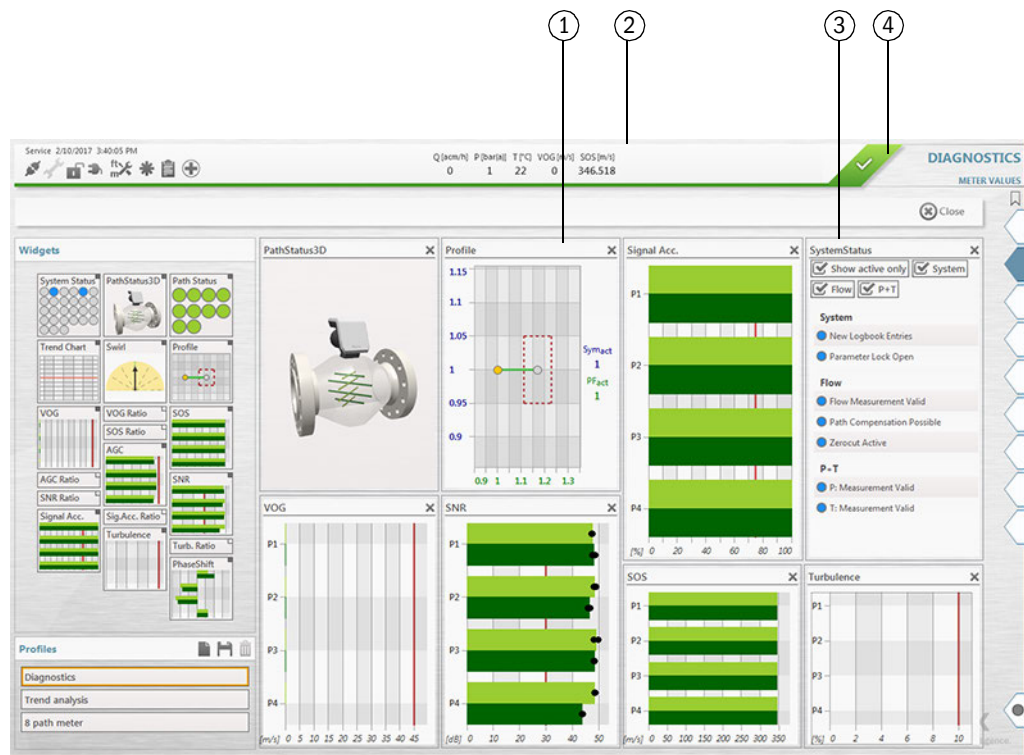 1 2 3 4
Service 2/10/2017 3:40:05 PM
Q [acm/h] P [bar(a)] T [°C] VOG [m/s] SOS [m/s]
0 1 22 0 346.518
ft
m
DIAGNOSTICS
METER VALUES
Close
Widgets
System Status PathStatus3D Path Status
Trend Chart Swirl Profile
VOG VOG Ratio SOS
SOS Ratio
AGC
AGC Ratio SNR
SNR Ratio
Signal Acc. Sig.Acc. Ratio
Turbulence Turb. Ratio
PhaseShift
Profiles
Diagnostics
Trend analysis
8 path meter
PathStatus3D
Profile
1.15
1.1
1.05
1
0.95
0.9
0.9 1 1.1 1.2 1.3
Symact
1
PFact
1
Signal Acc.
P1
P2
P3
P4
[%] 0 20 40 60 80 100
SystemStatus
Show active only System
Flow P+T
System
New Logbook Entries
Parameter Lock Open
Flow
Flow Measurement Valid
Path Compensation Possible
Zerocut Active
P+T
P: Measurement Valid
T: Measurement Valid
VOG
P1
P2
P3
P4
[m/s] 0 5 10 15 20 25 30 35 40 45
SNR
P1
P2
P3
P4
[dB] 0 10 20 30 40 50
SOS
P1
P2
P3
P4
[m/s] 0 50 100 150 200 250 300 350
Turbulence
P1
P2
P3
P4
[%] 0 2 4 6 8 10